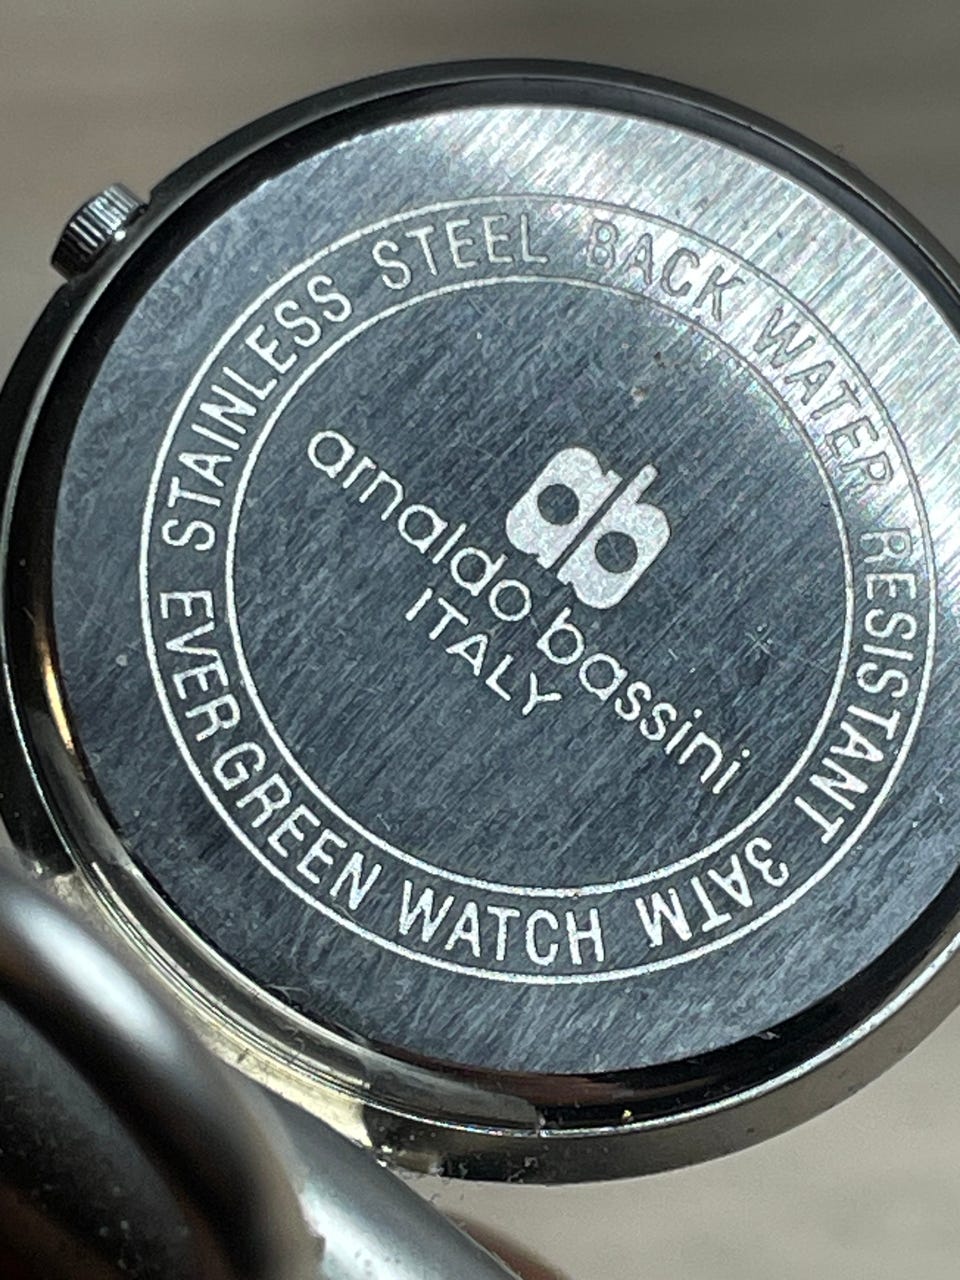 STAINLESS STEEL BACK WATER RESISTANT 3ATM
EVERGREEN WATCH
ab
arnaldo bassini
ITALY